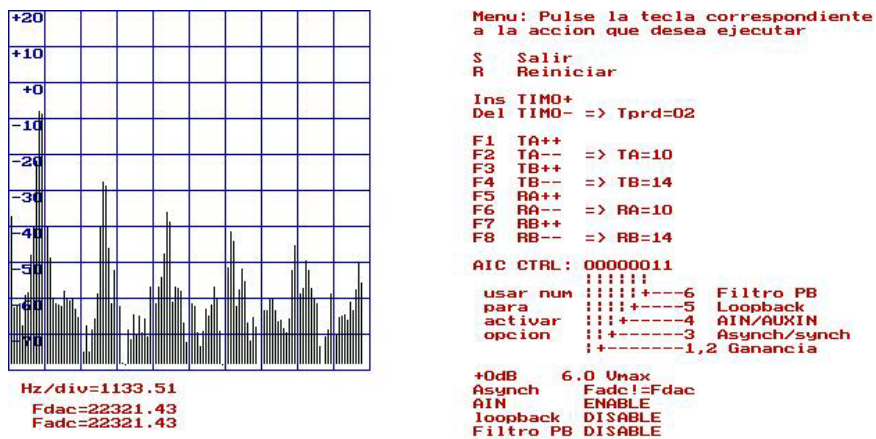 +20
+10
+0
-10
-20
-30
-40
-50
-60
-70
Hz/div=1133.51
Fdac=22321.43
Fadc=22321.43
Menu: Pulse la tecla correspondiente
a la accion que desea ejecutar
S Salir
R Reiniciar
Ins TIM0+
Del TIM0- => Tprd=02
F1 TA++
F2 TA-- => TA=10
F3 TB++
F4 TB-- => TB=14
F5 RA++
F6 RA-- => RA=10
F7 RB++
F8 RB-- => RB=14
AIC CTRL: 00000011
¦¦¦¦¦¦
usar num ¦¦¦¦¦+---6 Filtro PB
para ¦¦¦¦+----5 Loopback
activar ¦¦¦+-----4 AIN/AUXIN
opcion ¦¦+------3 Asynch/synch
¦+-------1,2 Ganancia
+0dB 6.0 Vmax
Asynch Fadc!=Fdac
AIN ENABLE
loopback DISABLE
Filtro PB DISABLE